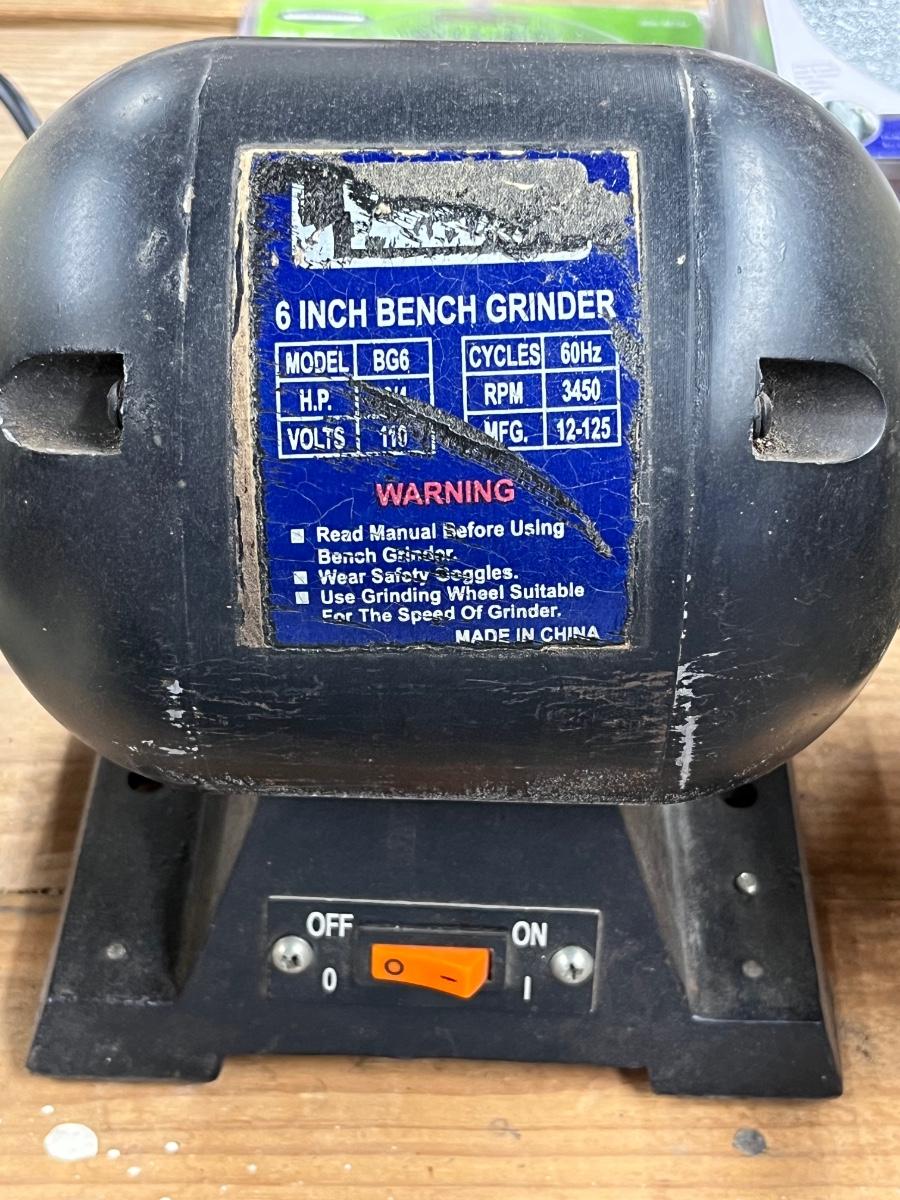 6 INCH BENCH GRINDER
MODEL BG6
H.P.
VOLTS 110
CYCLES 60Hz
RPM 3450
MFG. 12-125
WARNING
Read Manual Before Using
Bench Grinder.
Wear Safety Goggles.
Use Grinding Wheel Suitable
For The Speed Of Grinder.
MADE IN CHINA
OFF ON
0 I
O –